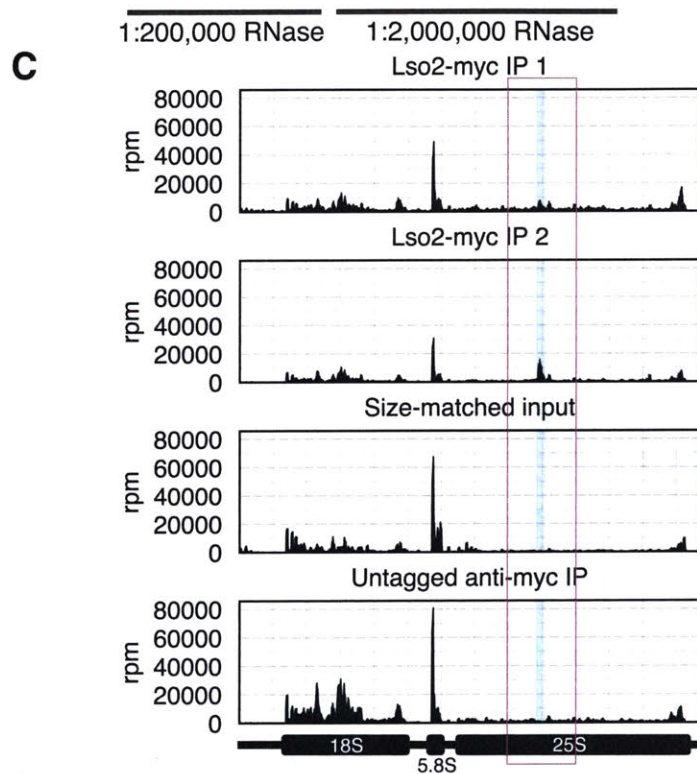 1:200,000 RNase
1:2,000,000 RNase
C
Lso2-myc IP 1
80000
60000
40000
20000
0
rpm
Lso2-myc IP 2
80000
60000
40000
20000
0
rpm
Size-matched input
80000
60000
40000
20000
0
rpm
Untagged anti-myc IP
80000
60000
40000
20000
0
rpm
18S
5.8S
25S